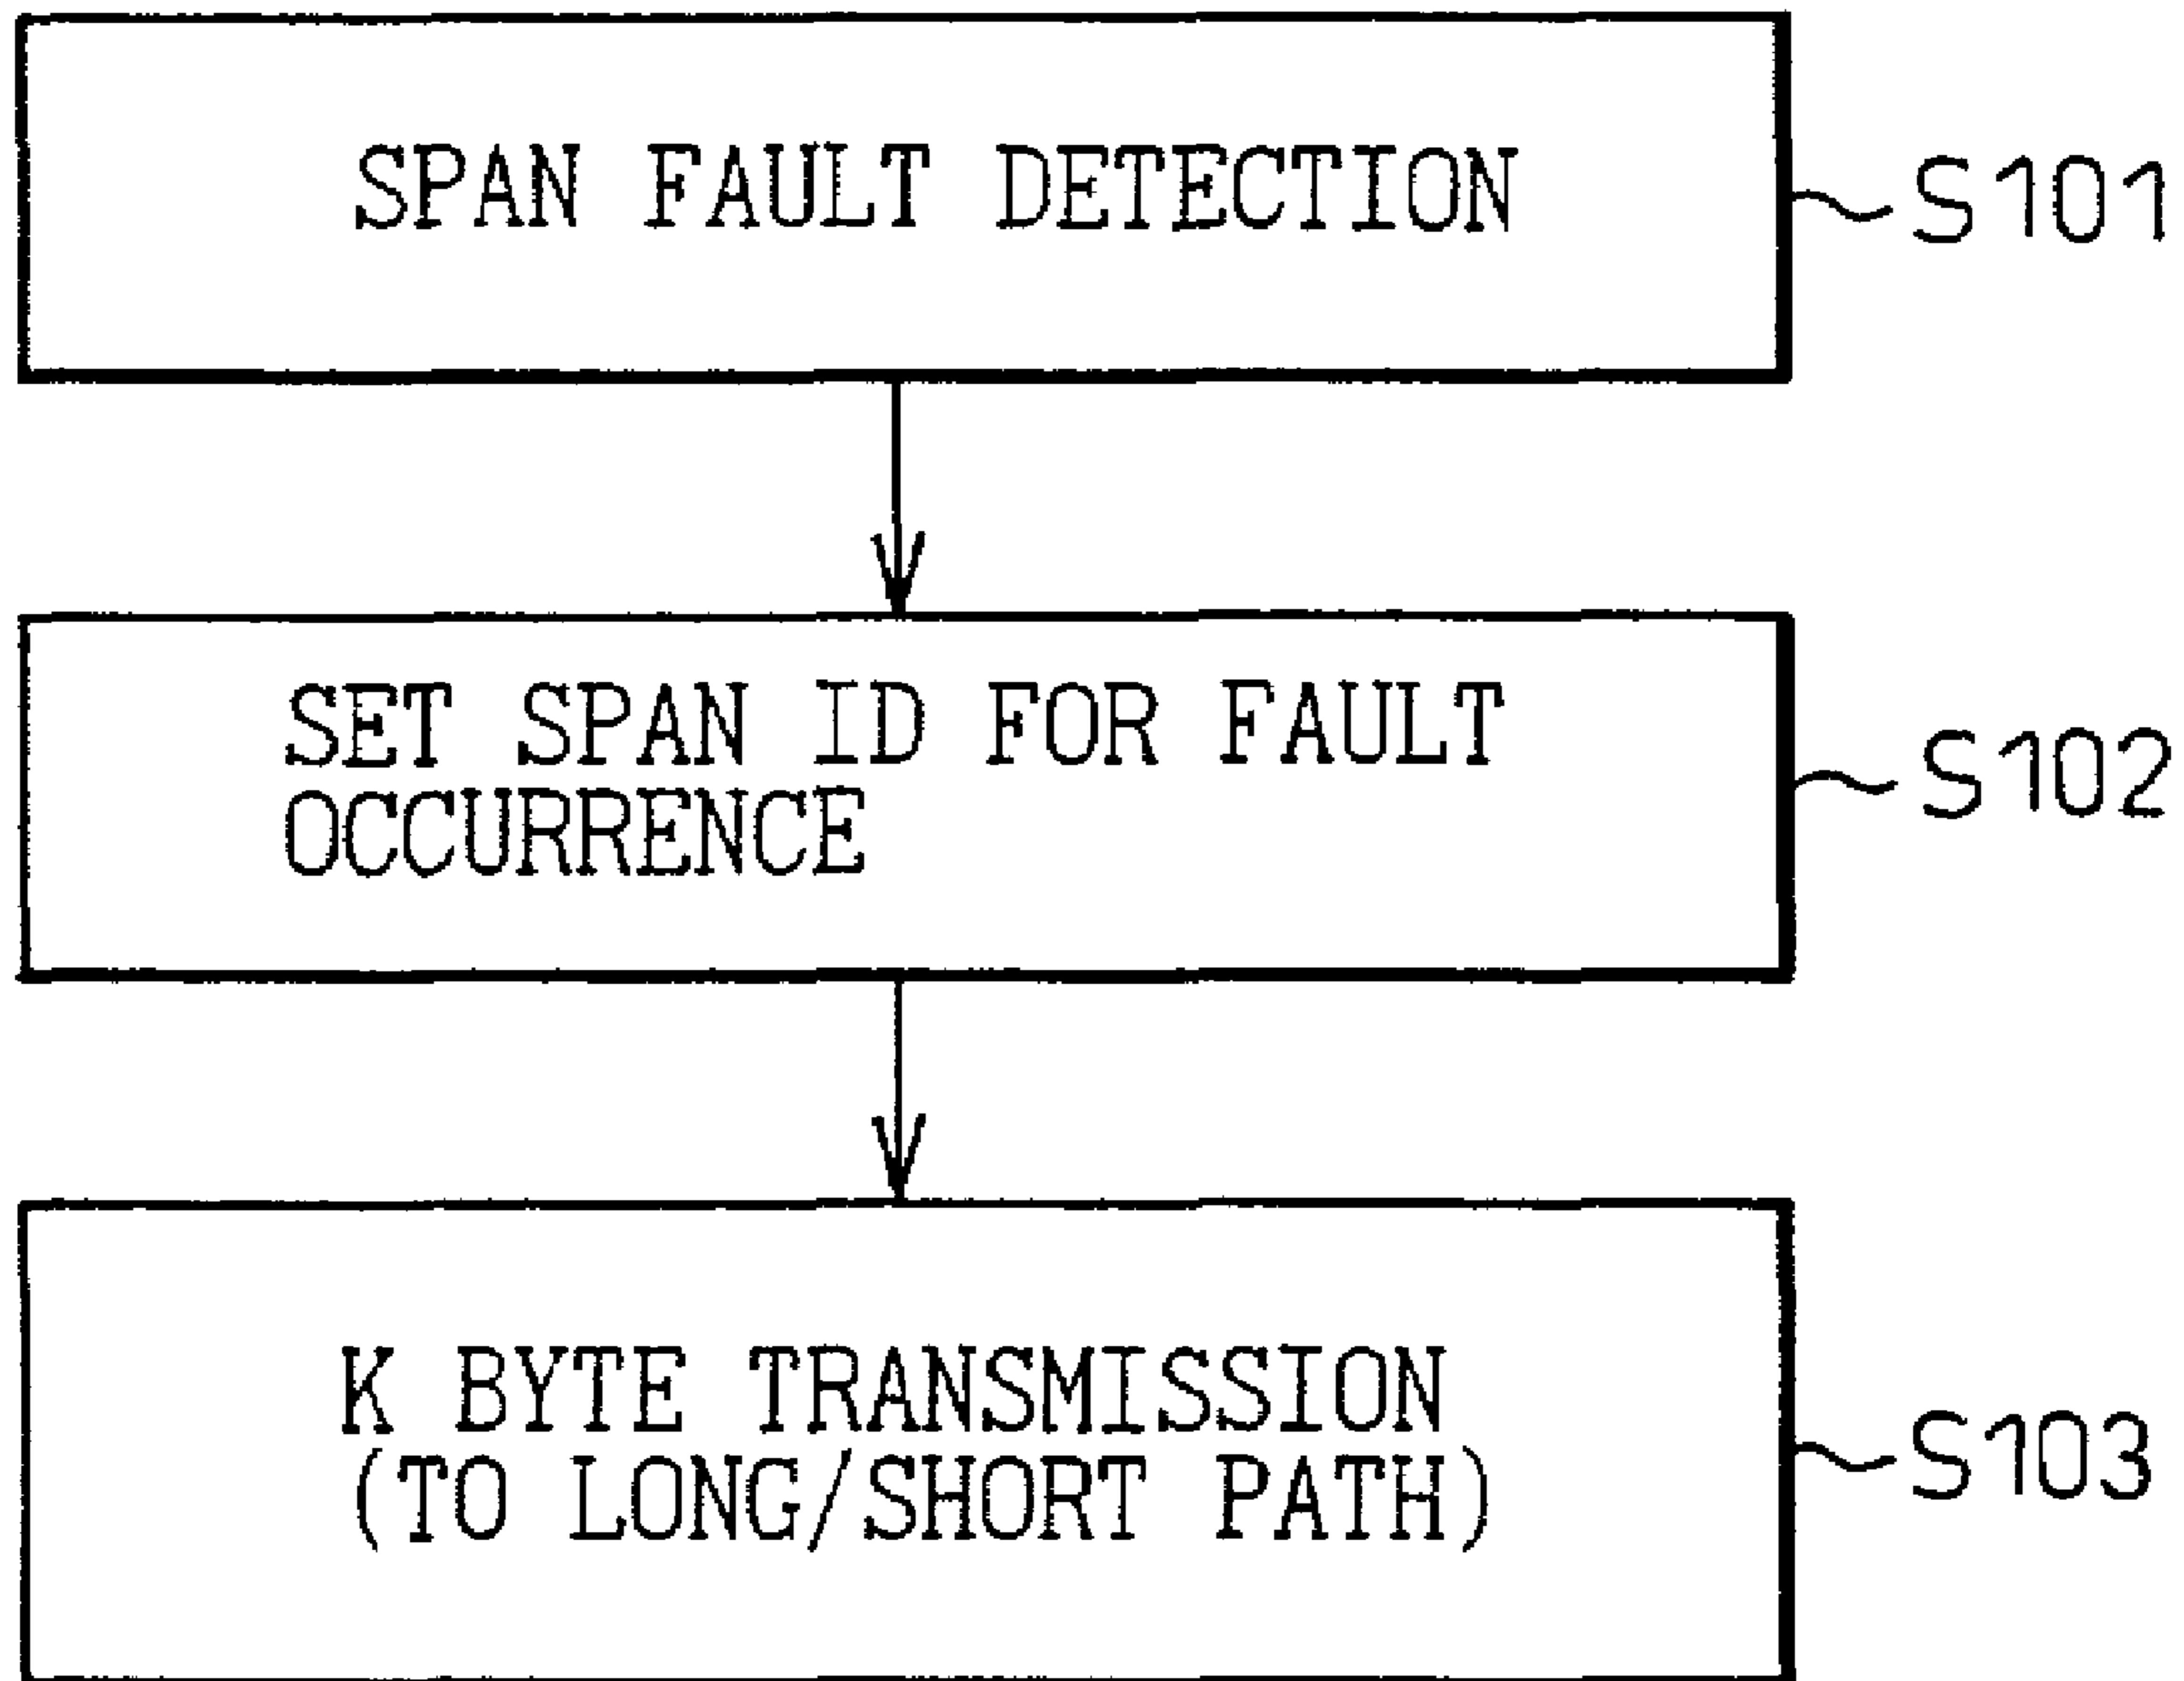 SPAN FAULT DETECTION
S101
SET SPAN ID FOR FAULT
OCCURRENCE
S102
K BYTE TRANSMISSION
(TO LONG/SHORT PATH)
S103